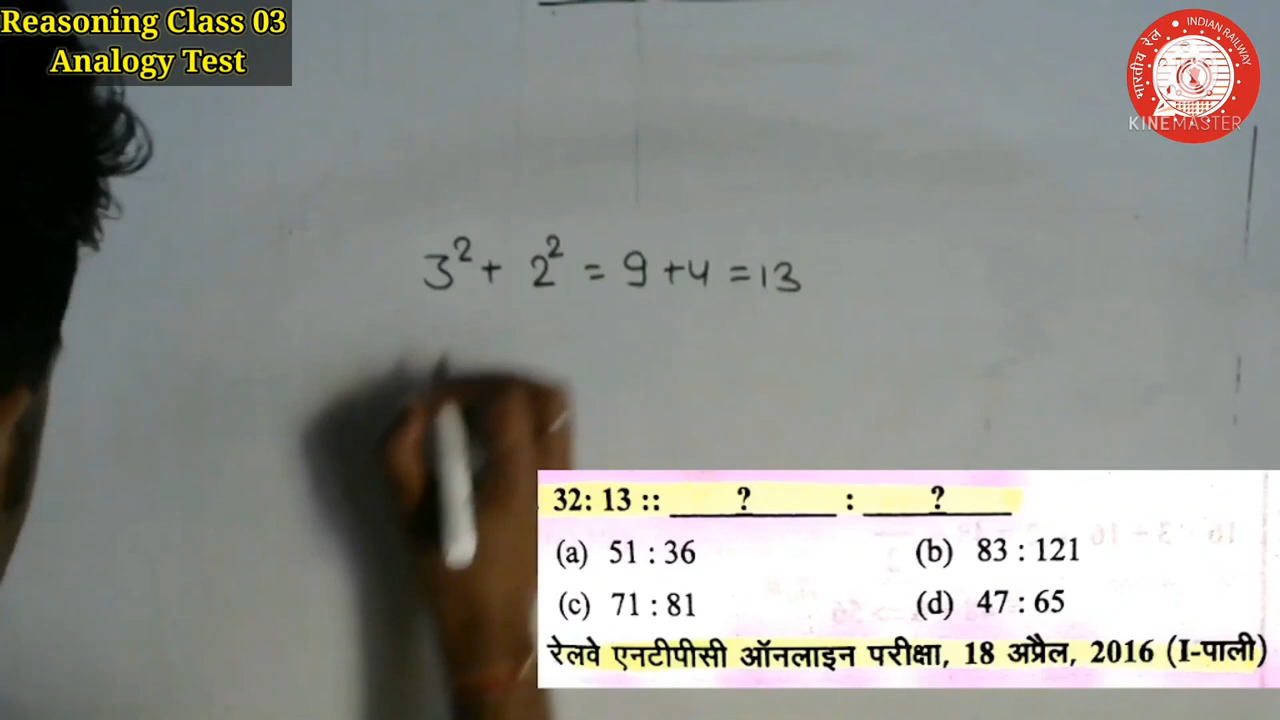 Reasoning Class 03
Analogy Test
भारतीय रेल • INDIAN RAILWAY
KINEMASTER
3² + 2² = 9 + 4 = 13
32: 13 :: ? : ?
(a) 51 : 36 (b) 83 : 121
(c) 71 : 81 (d) 47 : 65
रेलवे एनटीपीसी ऑनलाइन परीक्षा, 18 अप्रैल, 2016 (I-पाली)